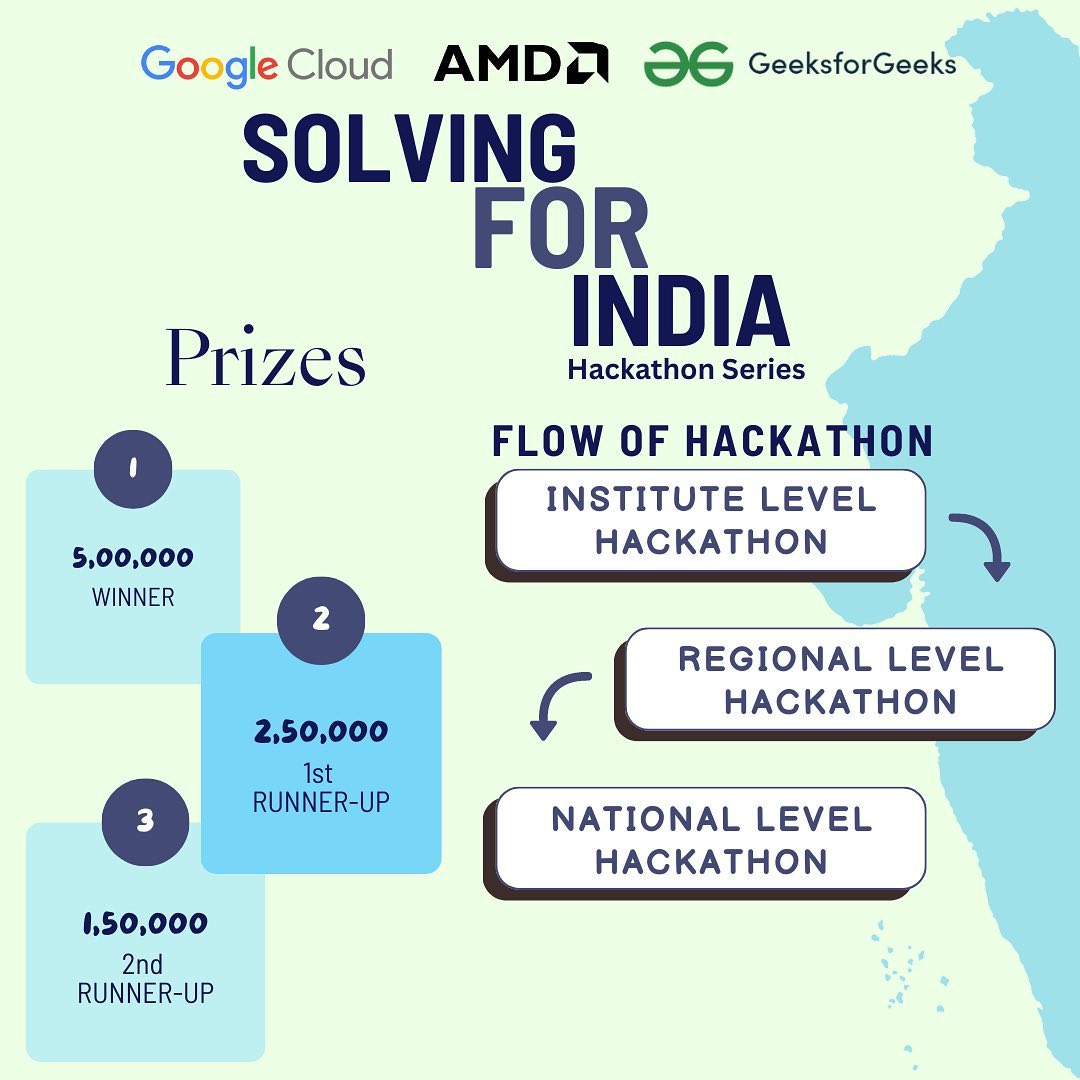 Google Cloud AMD GeeksforGeeks
SOLVING
FOR
INDIA
Hackathon Series
Prizes
1
5,00,000
WINNER
2
2,50,000
1st
RUNNER-UP
3
1,50,000
2nd
RUNNER-UP
FLOW OF HACKATHON
INSTITUTE LEVEL
HACKATHON
REGIONAL LEVEL
HACKATHON
NATIONAL LEVEL
HACKATHON